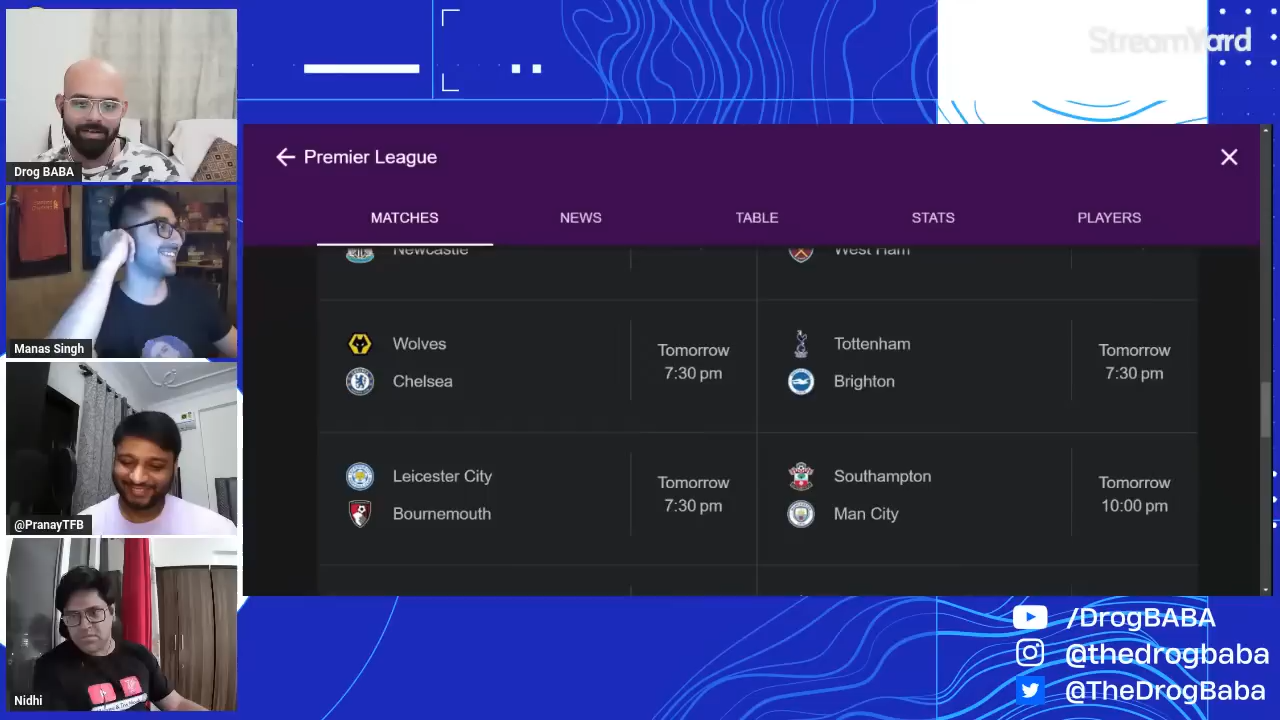 StreamYard
Drog BABA
Manas Singh
@PranayTFB
Nidhi
Premier League
MATCHES
NEWS
TABLE
STATS
PLAYERS
Newcastle
West Ham
Wolves
Chelsea
Tomorrow
7:30 pm
Tottenham
Brighton
Tomorrow
7:30 pm
Leicester City
Bournemouth
Tomorrow
7:30 pm
Southampton
Man City
Tomorrow
10:00 pm
/DrogBABA
@thedrogbaba
@TheDrogBaba